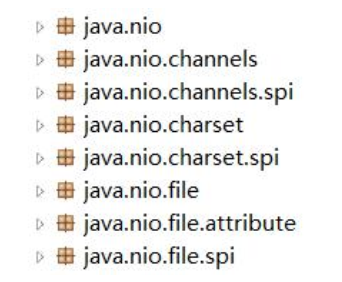 java.nio
java.nio.channels
java.nio.channels.spi
java.nio.charset
java.nio.charset.spi
java.nio.file
java.nio.file.attribute
java.nio.file.spi